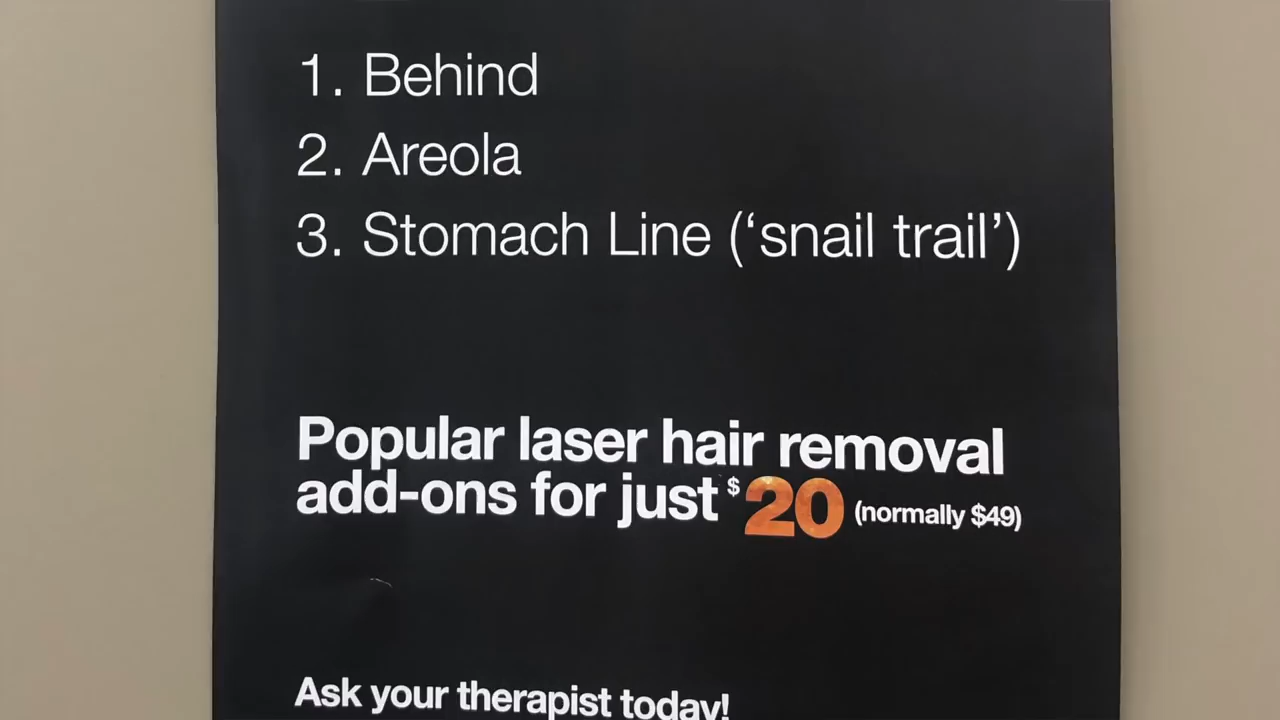 1. Behind
2. Areola
3. Stomach Line (‘snail trail’)
Popular laser hair removal
add-ons for just $20 (normally $49)
Ask your therapist today!